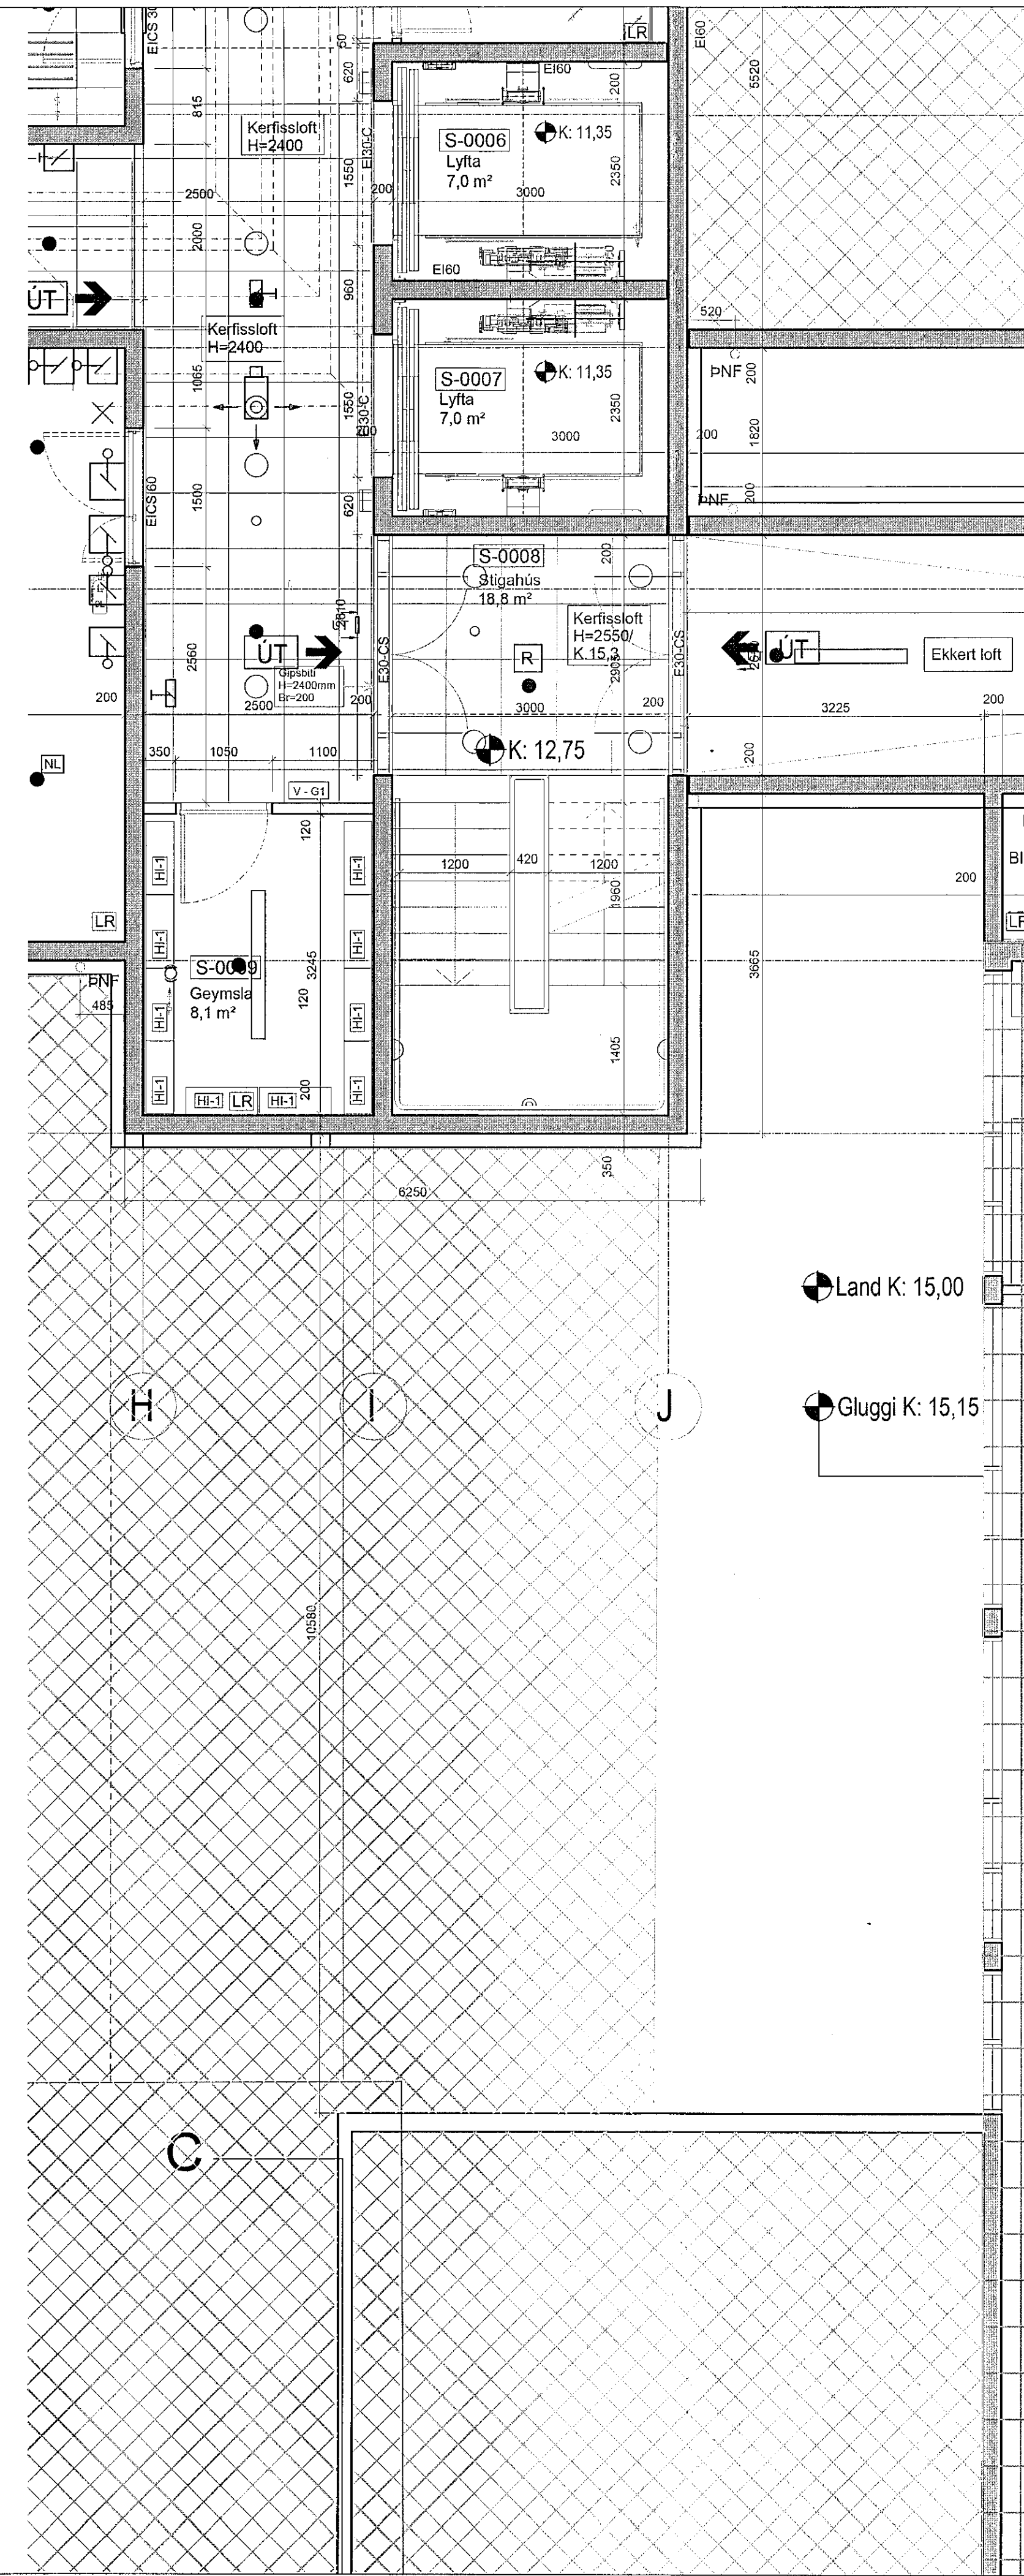 EICS 30
60
620
LR
EI60
5520
815
Kerfissloft
H=2400
EI60
200
S-0006
Lyfta
7,0 m²
K: 11,35
EI30-C
1550
200
3000
2350
2500
2000
EI60
960
ÚT
Kerfissloft
H=2400
520
ÞNF
200
1065
S-0007
Lyfta
7,0 m²
K: 11,35
1550
EI30-C
200
3000
2350
200
1820
EICS 60
1500
620
ÞNF
200
S-0008
Stigahús
18,8 m²
200
Kerfissloft
H=2550/
2560
ÚT
E30-CS
R
2905
E30-CS
ÚT
Ekkert loft
Gipsbiti
H=2400mm
Br=200
200
2500
200
3000
200
3225
200
350
1050
1100
K: 12,75
200
NL
V - G1
120
HI-1
HI-1
1200
420
1200
1960
200
LR
LR
HI-1
HI-1
S-0009
Geymsla
8,1 m²
3245
3665
ÞNF
485
120
HI-1
HI-1
1405
HI-1
HI-1
200
HI-1
LR
HI-1
350
6250
Land K: 15,00
H
I
J
Gluggi K: 15,15
10580
C